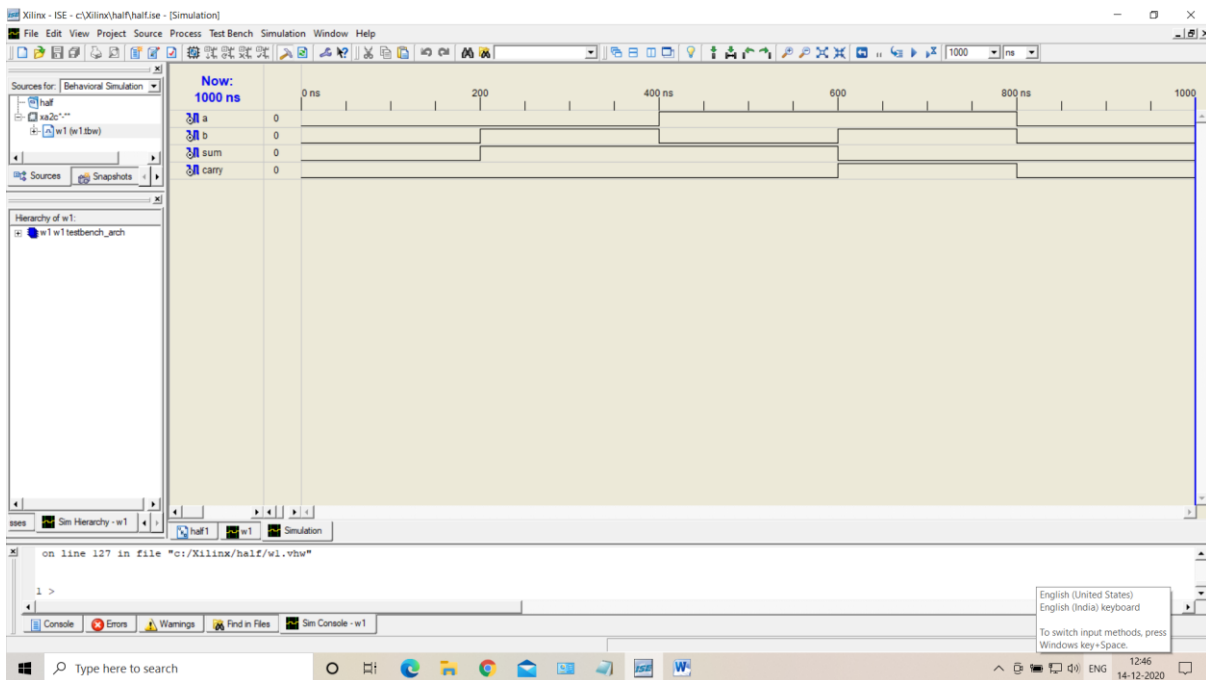 Xilinx - ISE - c:\Xilinx\half\half.ise - [Simulation]
File Edit View Project Source Process Test Bench Simulation Window Help
1000 ns
Sources for: Behavioral Simulation
half
xa2c*-**
w1 (w1.tbw)
Sources Snapshots
Hierarchy of w1:
w1 w1 testbench_arch
sses Sim Hierarchy - w1
Now:
1000 ns
0 ns 200 400 ns 600 800 ns 1000
a 0
b 0
sum 0
carry 0
half1 w1 Simulation
on line 127 in file "c:/Xilinx/half/w1.vhw"
1 >
Console Errors Warnings Find in Files Sim Console - w1
English (United States)
English (India) keyboard
To switch input methods, press
Windows key+Space.
Type here to search
ISE
W
ENG
12:46
14-12-2020